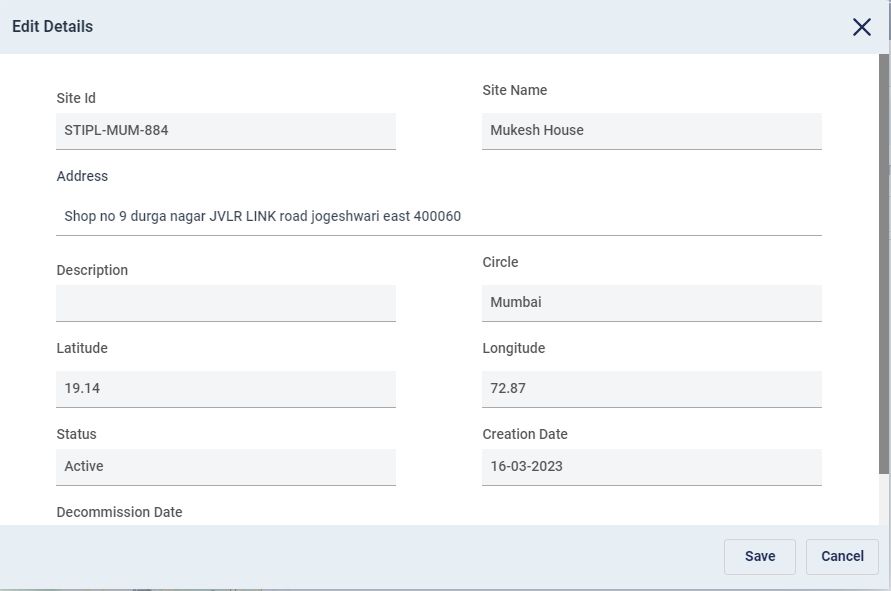 Edit Details
Site Id
Site Name
STIPL-MUM-884
Mukesh House
Address
Shop no 9 durga nagar JVLR LINK road jogeshwari east 400060
Description
Circle
Mumbai
Latitude
Longitude
19.14
72.87
Status
Creation Date
Active
16-03-2023
Decommission Date
Save
Cancel